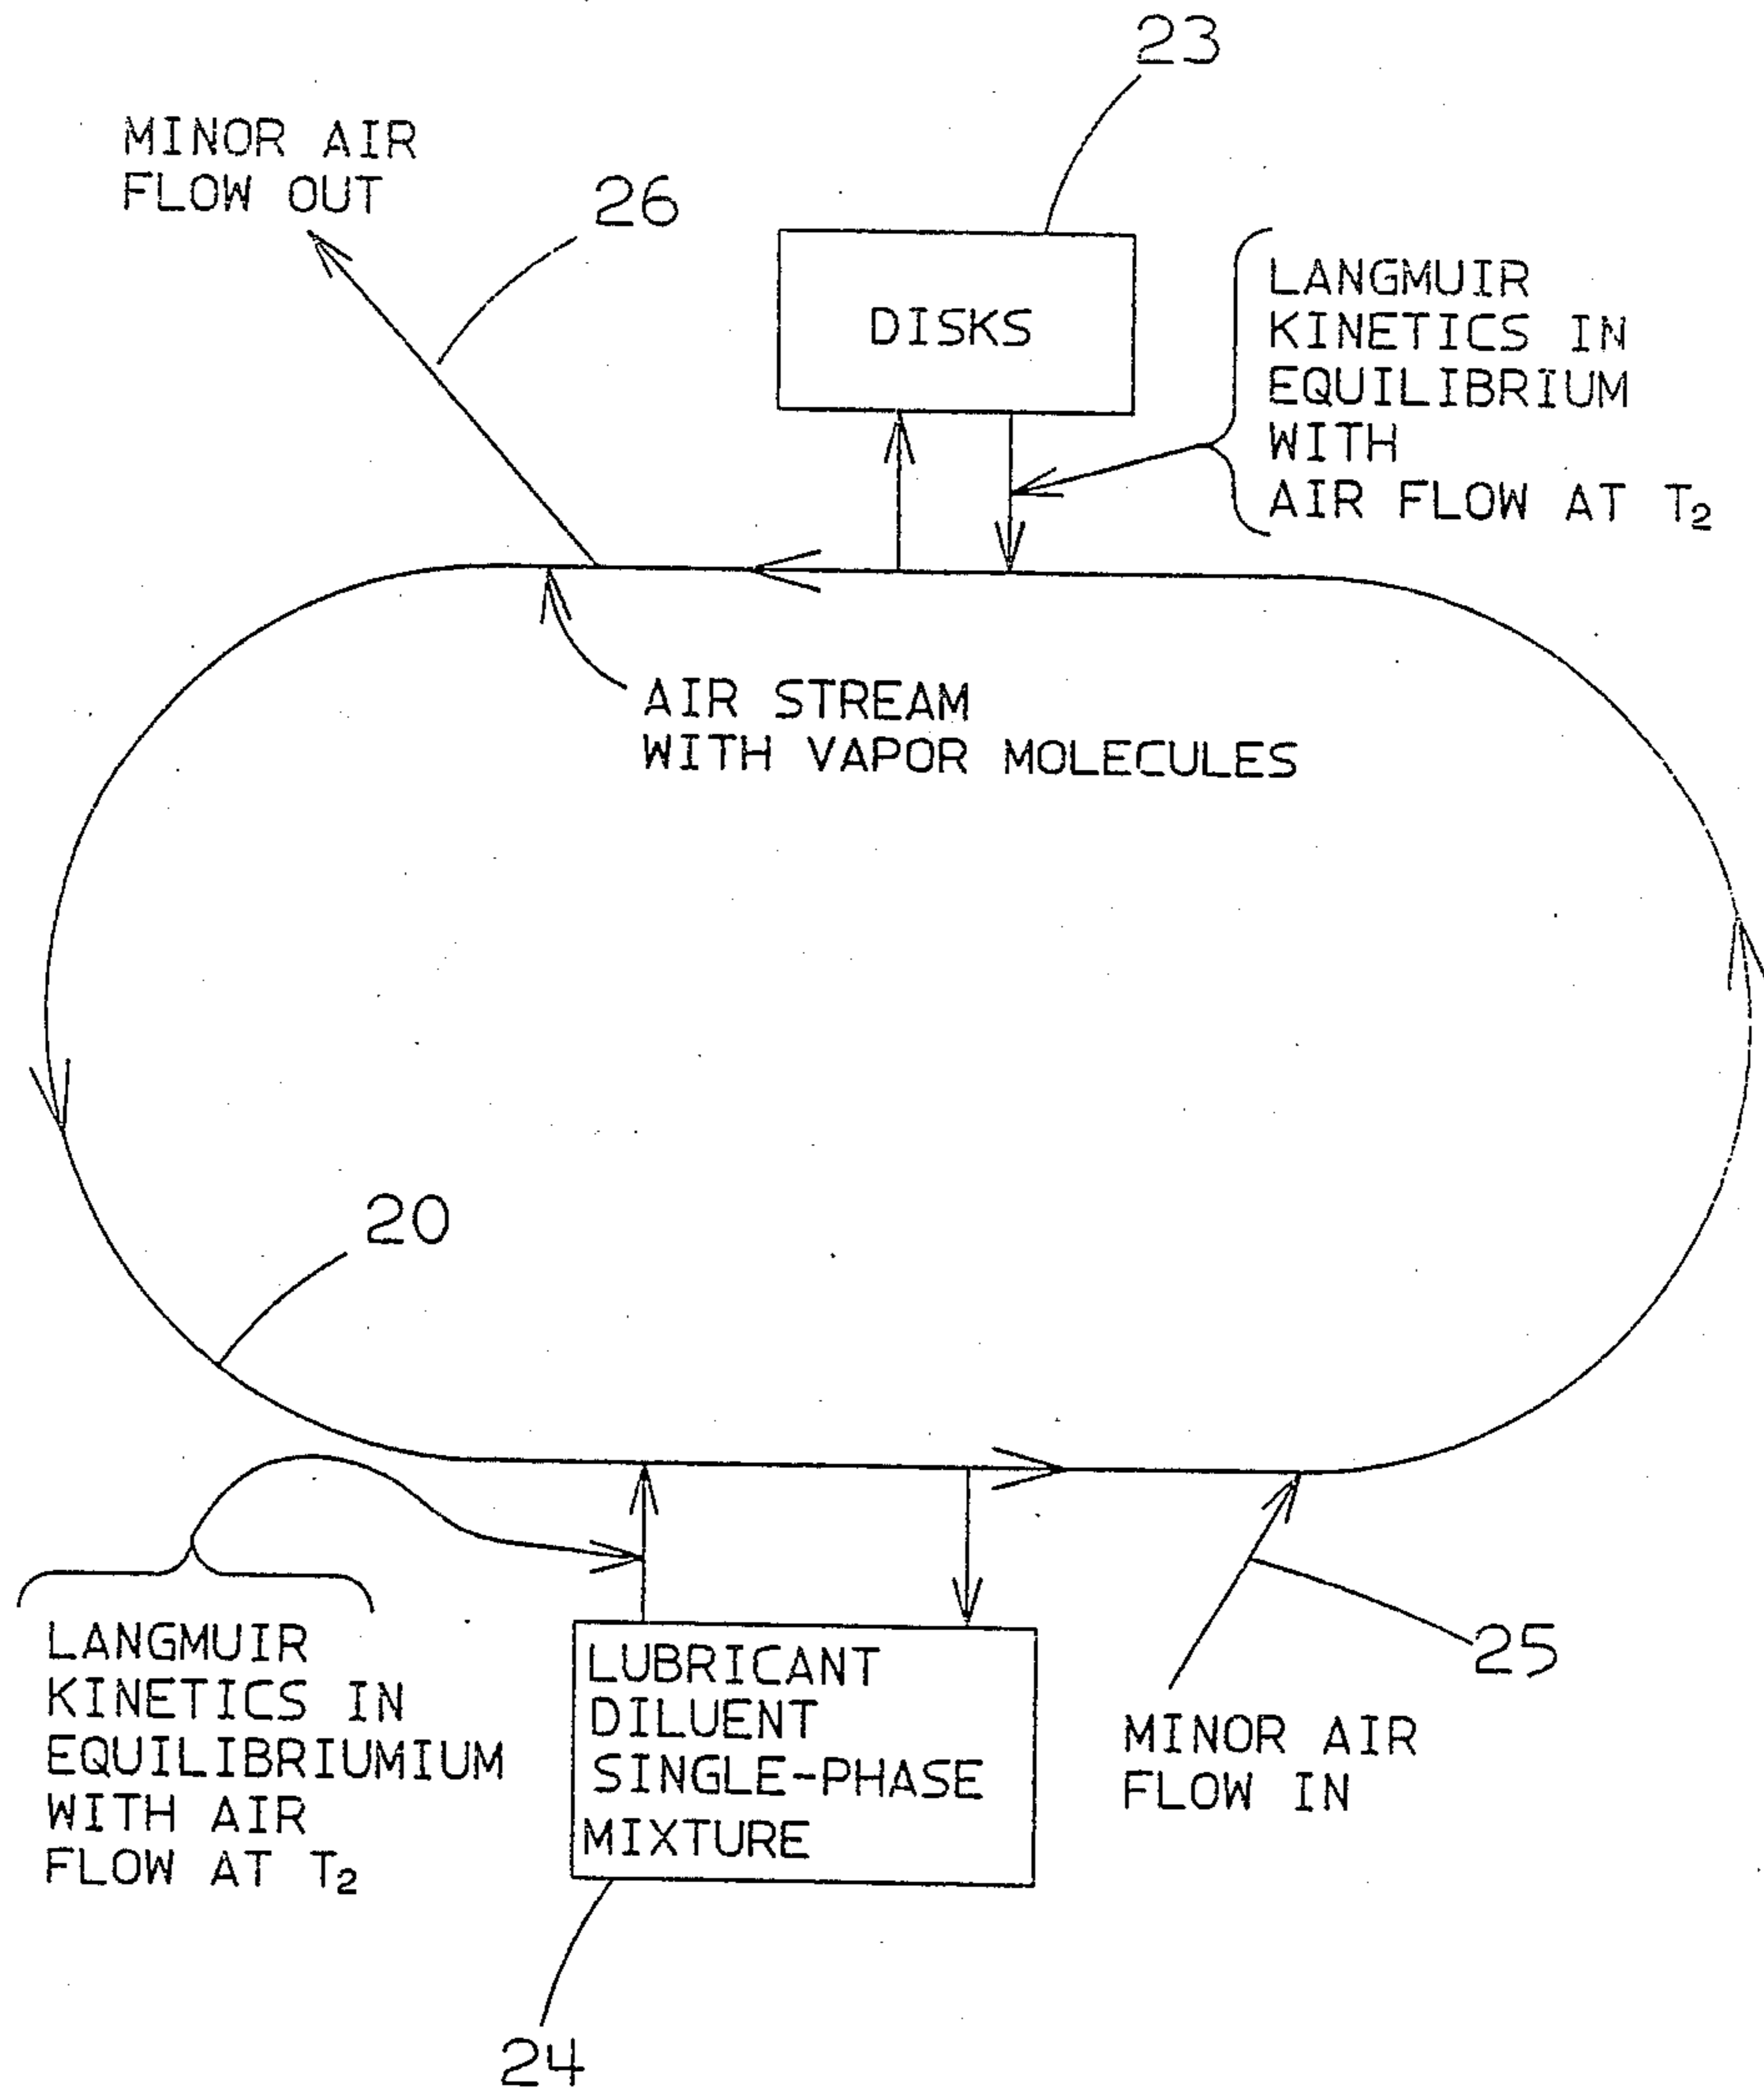 23
MINOR AIR
FLOW OUT
26
DISKS
LANGMUIR
KINETICS IN
EQUILIBRIUM
WITH
AIR FLOW AT T₂
AIR STREAM
WITH VAPOR MOLECULES
20
LANGMUIR
KINETICS IN
EQUILIBRIUMIUM
WITH AIR
FLOW AT T₂
LUBRICANT
DILUENT
SINGLE-PHASE
MIXTURE
25
MINOR AIR
FLOW IN
24